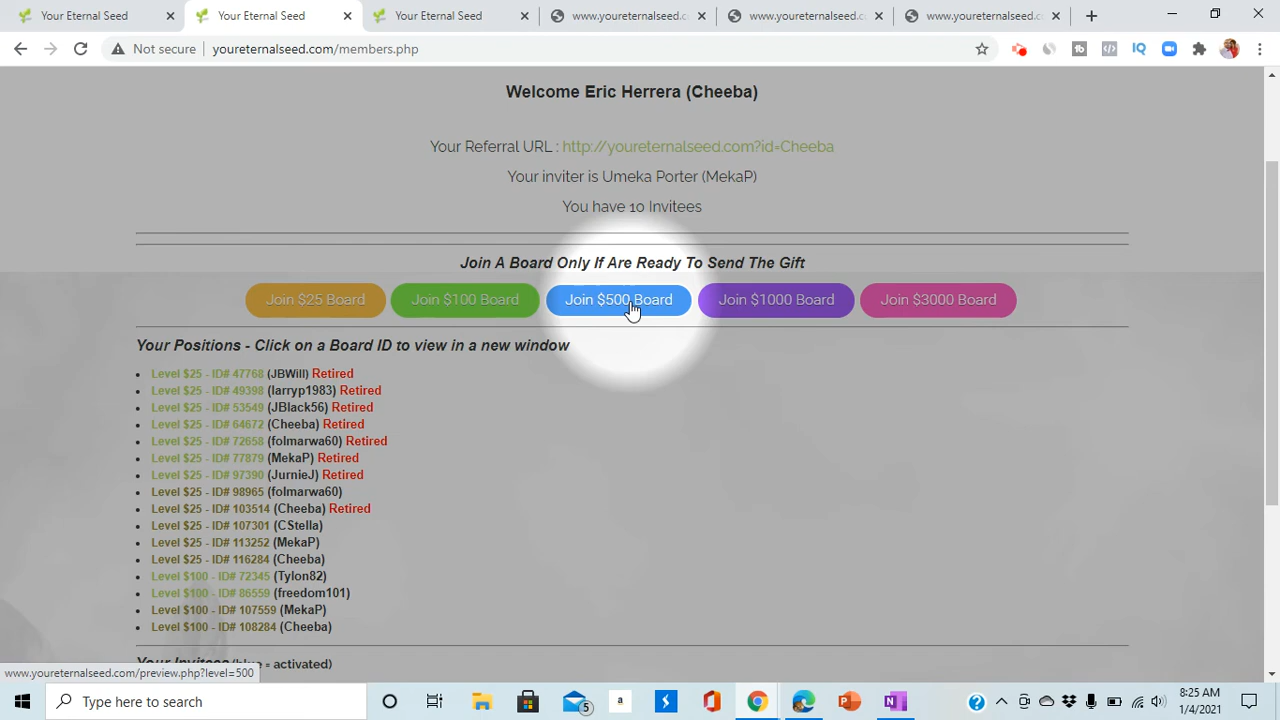 Your Eternal Seed
Your Eternal Seed
Your Eternal Seed
www.youreternalseed.c
www.youreternalseed.co
www.youreternalseed.co
Not secure
youreternalseed.com/members.php
IQ
Welcome Eric Herrera (Cheeba)
Your Referral URL : http://youreternalseed.com?id=Cheeba
Your inviter is Umeka Porter (MekaP)
You have 10 Invitees
Join A Board Only If Are Ready To Send The Gift
Join $25 Board
Join $100 Board
Join $500 Board
Join $1000 Board
Join $3000 Board
Your Positions - Click on a Board ID to view in a new window
Level $25 - ID# 47768 (JBWill) Retired
Level $25 - ID# 49398 (larryp1983) Retired
Level $25 - ID# 53549 (JBlack56) Retired
Level $25 - ID# 64672 (Cheeba) Retired
Level $25 - ID# 72658 (folmarwa60) Retired
Level $25 - ID# 77879 (MekaP) Retired
Level $25 - ID# 97390 (JurnieJ) Retired
Level $25 - ID# 98965 (folmarwa60)
Level $25 - ID# 103514 (Cheeba) Retired
Level $25 - ID# 107301 (CStella)
Level $25 - ID# 113252 (MekaP)
Level $25 - ID# 116284 (Cheeba)
Level $100 - ID# 72345 (Tylon82)
Level $100 - ID# 86559 (freedom101)
Level $100 - ID# 107559 (MekaP)
Level $100 - ID# 108284 (Cheeba)
Your Invitees (blue = activated)
www.youreternalseed.com/preview.php?level=500
Type here to search
5
a
8:25 AM
1/4/2021